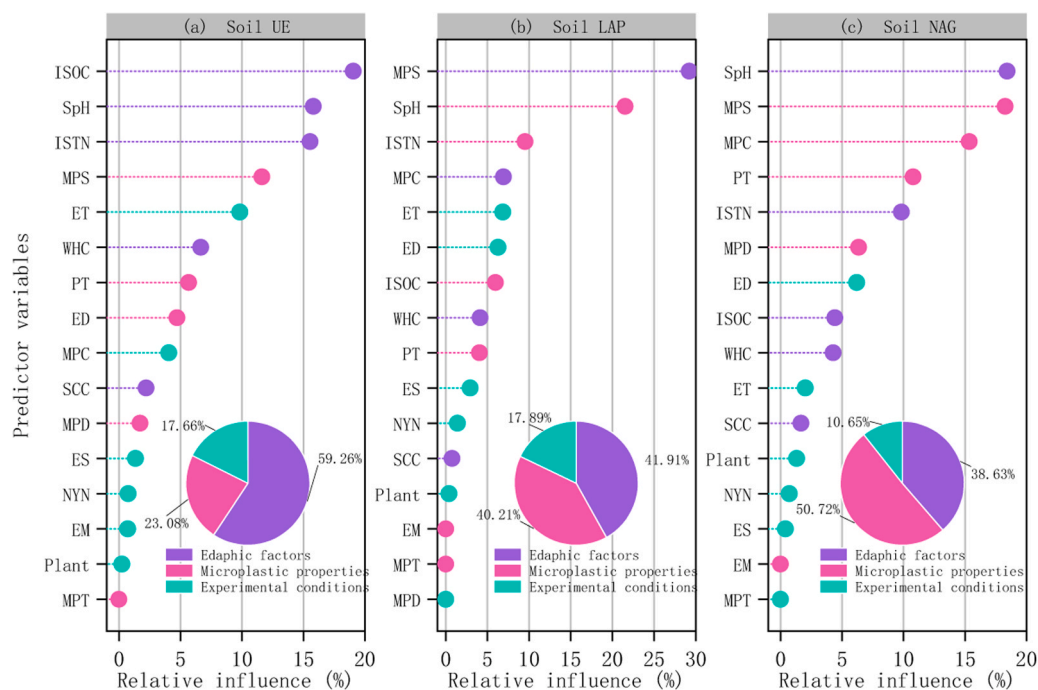 (a) Soil UE
(b) Soil LAP
(c) Soil NAG
Predictor variables
ISOC
SpH
ISTN
MPS
ET
WHC
PT
ED
MPC
SCC
MPD
ES
NYN
EM
Plant
MPT
17.66%
59.26%
23.08%
Edaphic factors
Microplastic properties
Experimental conditions
0 5 10 15 20
Relative influence (%)
MPS
SpH
ISTN
MPC
ET
ED
ISOC
WHC
PT
ES
NYN
SCC
Plant
EM
MPT
MPD
17.89%
41.91%
40.21%
Edaphic factors
Microplastic properties
Experimental conditions
0 5 10 15 20 25 30
Relative influence (%)
SpH
MPS
MPC
PT
ISTN
MPD
ED
ISOC
WHC
ET
SCC
Plant
NYN
ES
EM
MPT
10.65%
38.63%
50.72%
Edaphic factors
Microplastic properties
Experimental conditions
0 5 10 15 20
Relative influence (%)